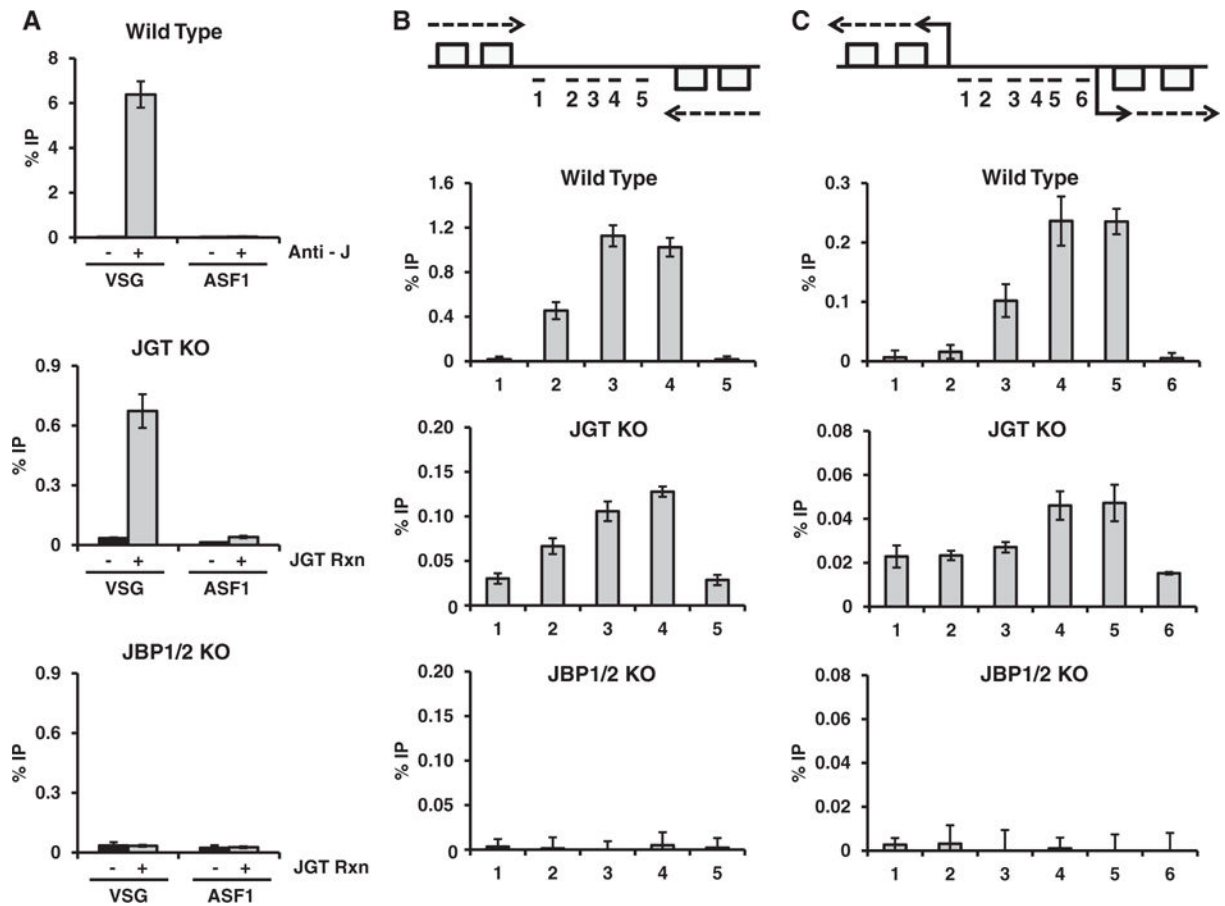 A
Wild Type
8
6
4
2
0
% IP
- + - +
Anti - J
VSG ASF1
JGT KO
0.9
0.6
0.3
0
% IP
- + - +
JGT Rxn
VSG ASF1
JBP1/2 KO
0.9
0.6
0.3
0
% IP
- + - +
JGT Rxn
VSG ASF1
B
1 2 3 4 5
Wild Type
1.6
1.2
0.8
0.4
0
% IP
1 2 3 4 5
JGT KO
0.20
0.15
0.10
0.05
0
% IP
1 2 3 4 5
JBP1/2 KO
0.20
0.15
0.10
0.05
0
% IP
1 2 3 4 5
C
1 2 3 4 5 6
Wild Type
0.3
0.2
0.1
0
% IP
1 2 3 4 5 6
JGT KO
0.08
0.06
0.04
0.02
0
% IP
1 2 3 4 5 6
JBP1/2 KO
0.08
0.06
0.04
0.02
0
% IP
1 2 3 4 5 6